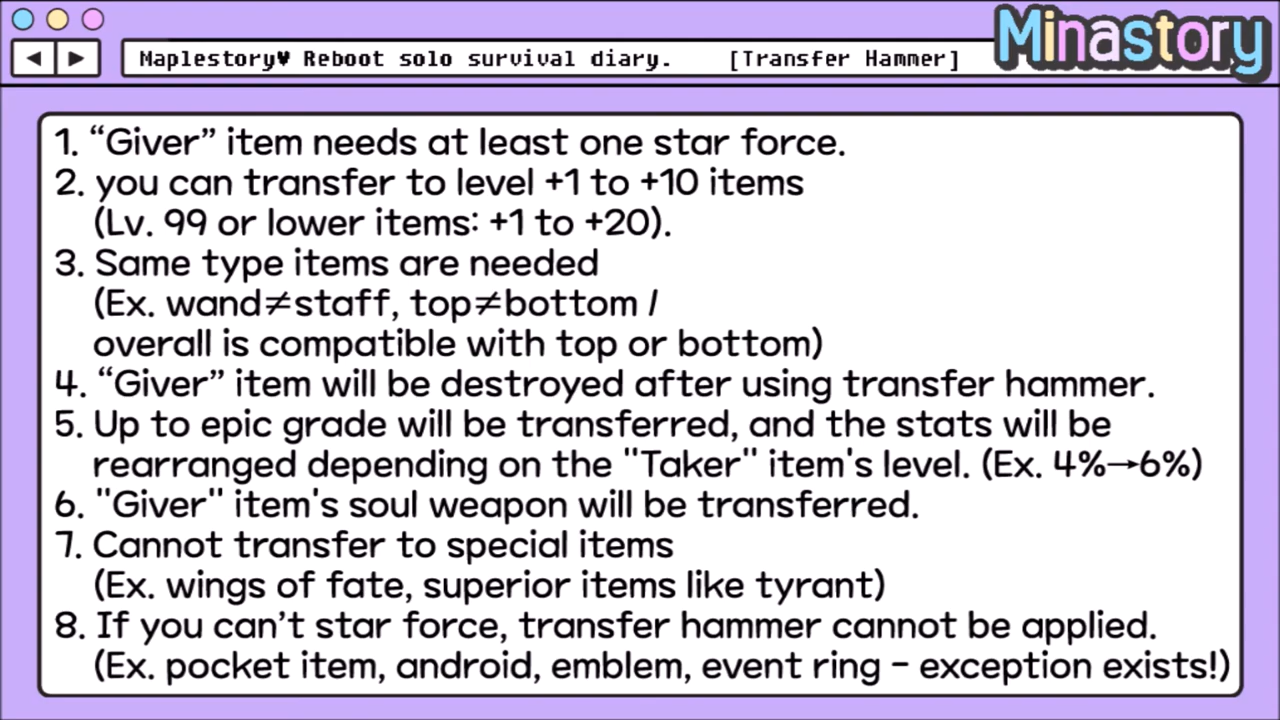 Minastory
Maplestory♥ Reboot solo survival diary. [Transfer Hammer]
1. “Giver” item needs at least one star force.
2. you can transfer to level +1 to +10 items
(Lv. 99 or lower items: +1 to +20).
3. Same type items are needed
(Ex. wand≠staff, top≠bottom /
overall is compatible with top or bottom)
4. “Giver” item will be destroyed after using transfer hammer.
5. Up to epic grade will be transferred, and the stats will be
rearranged depending on the "Taker" item's level. (Ex. 4%→6%)
6. "Giver" item's soul weapon will be transferred.
7. Cannot transfer to special items
(Ex. wings of fate, superior items like tyrant)
8. If you can’t star force, transfer hammer cannot be applied.
(Ex. pocket item, android, emblem, event ring - exception exists!)